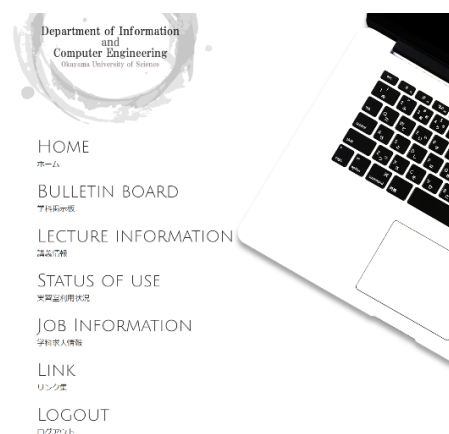 Department of Information
and
Computer Engineering
Okayama University of Science
HOME
ホーム
BULLETIN BOARD
学科掲示板
LECTURE INFORMATION
講義情報
STATUS OF USE
実習室利用状況
JOB INFORMATION
学科求人情報
LINK
リンク集
LOGOUT
ログアウト